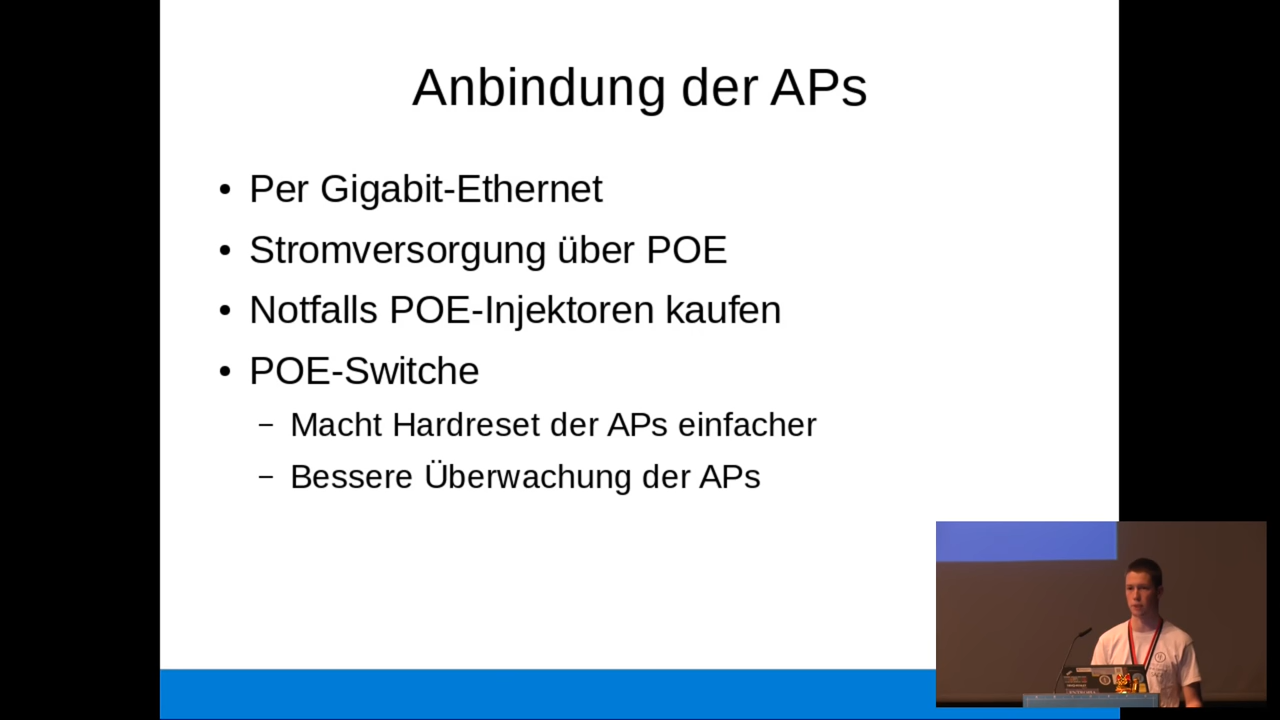 Anbindung der APs
• Per Gigabit-Ethernet
• Stromversorgung über POE
• Notfalls POE-Injektoren kaufen
• POE-Switche
– Macht Hardreset der APs einfacher
– Bessere Überwachung der APs